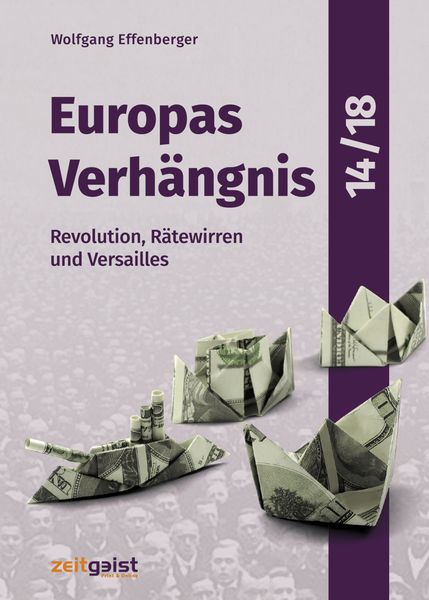 Wolfgang Effenberger
Europas
Verhängnis
14/18
Revolution, Rätewirren
und Versailles
zeitgeist
Print & Online